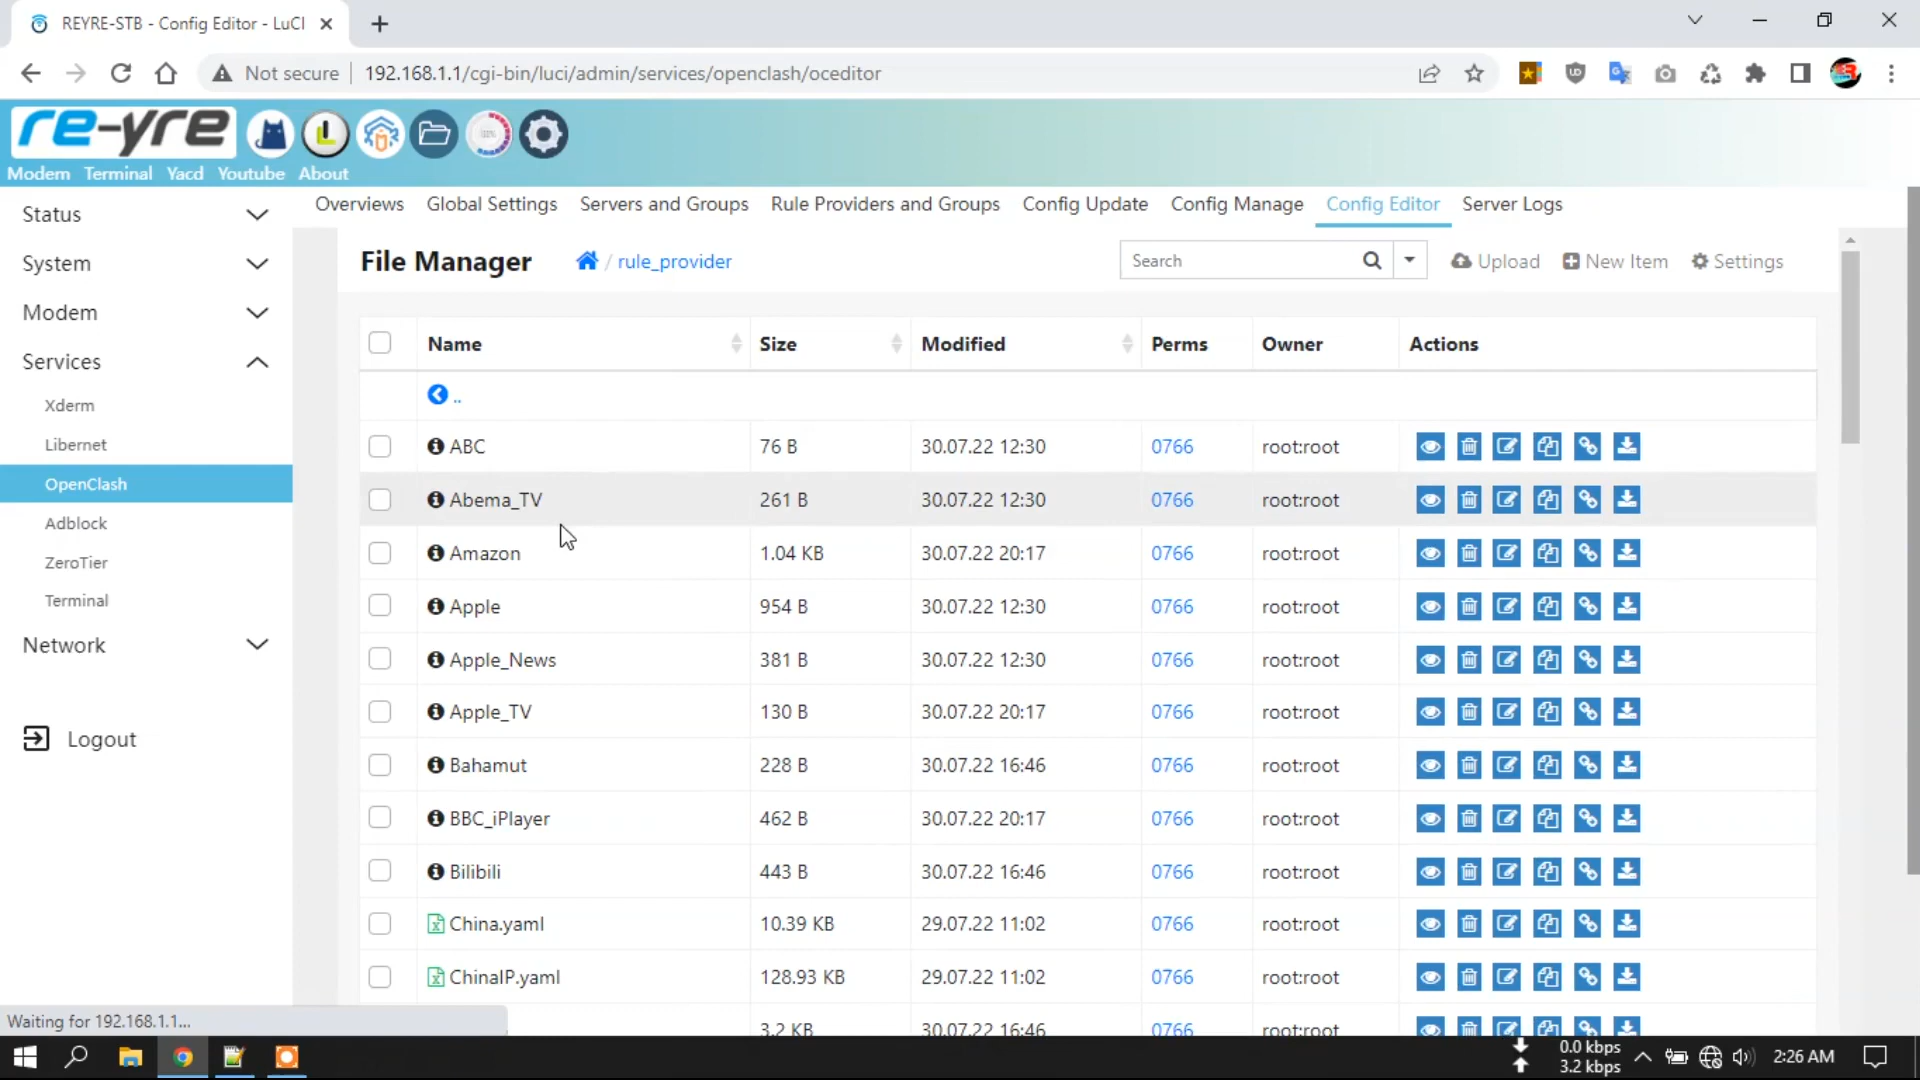 REYRE-STB - Config Editor - LuCI
Not secure 192.168.1.1/cgi-bin/luci/admin/services/openclash/oceditor
re-yre
Modem Terminal Yacd Youtube About
Status
System
Modem
Services
Xderm
Libernet
OpenClash
Adblock
ZeroTier
Terminal
Network
Logout
Overviews Global Settings Servers and Groups Rule Providers and Groups Config Update Config Manage Config Editor Server Logs
File Manager / rule_provider Search Upload New Item Settings
Name Size Modified Perms Owner Actions
..
ABC 76 B 30.07.22 12:30 0766 root:root
Abema_TV 261 B 30.07.22 12:30 0766 root:root
Amazon 1.04 KB 30.07.22 20:17 0766 root:root
Apple 954 B 30.07.22 12:30 0766 root:root
Apple_News 381 B 30.07.22 12:30 0766 root:root
Apple_TV 130 B 30.07.22 20:17 0766 root:root
Bahamut 228 B 30.07.22 16:46 0766 root:root
BBC_iPlayer 462 B 30.07.22 20:17 0766 root:root
Bilibili 443 B 30.07.22 16:46 0766 root:root
China.yaml 10.39 KB 29.07.22 11:02 0766 root:root
ChinaIP.yaml 128.93 KB 29.07.22 11:02 0766 root:root
3.2 KB 30.07.22 16:46 0766 root:root
Waiting for 192.168.1.1...
0.0 kbps
3.2 kbps
2:26 AM